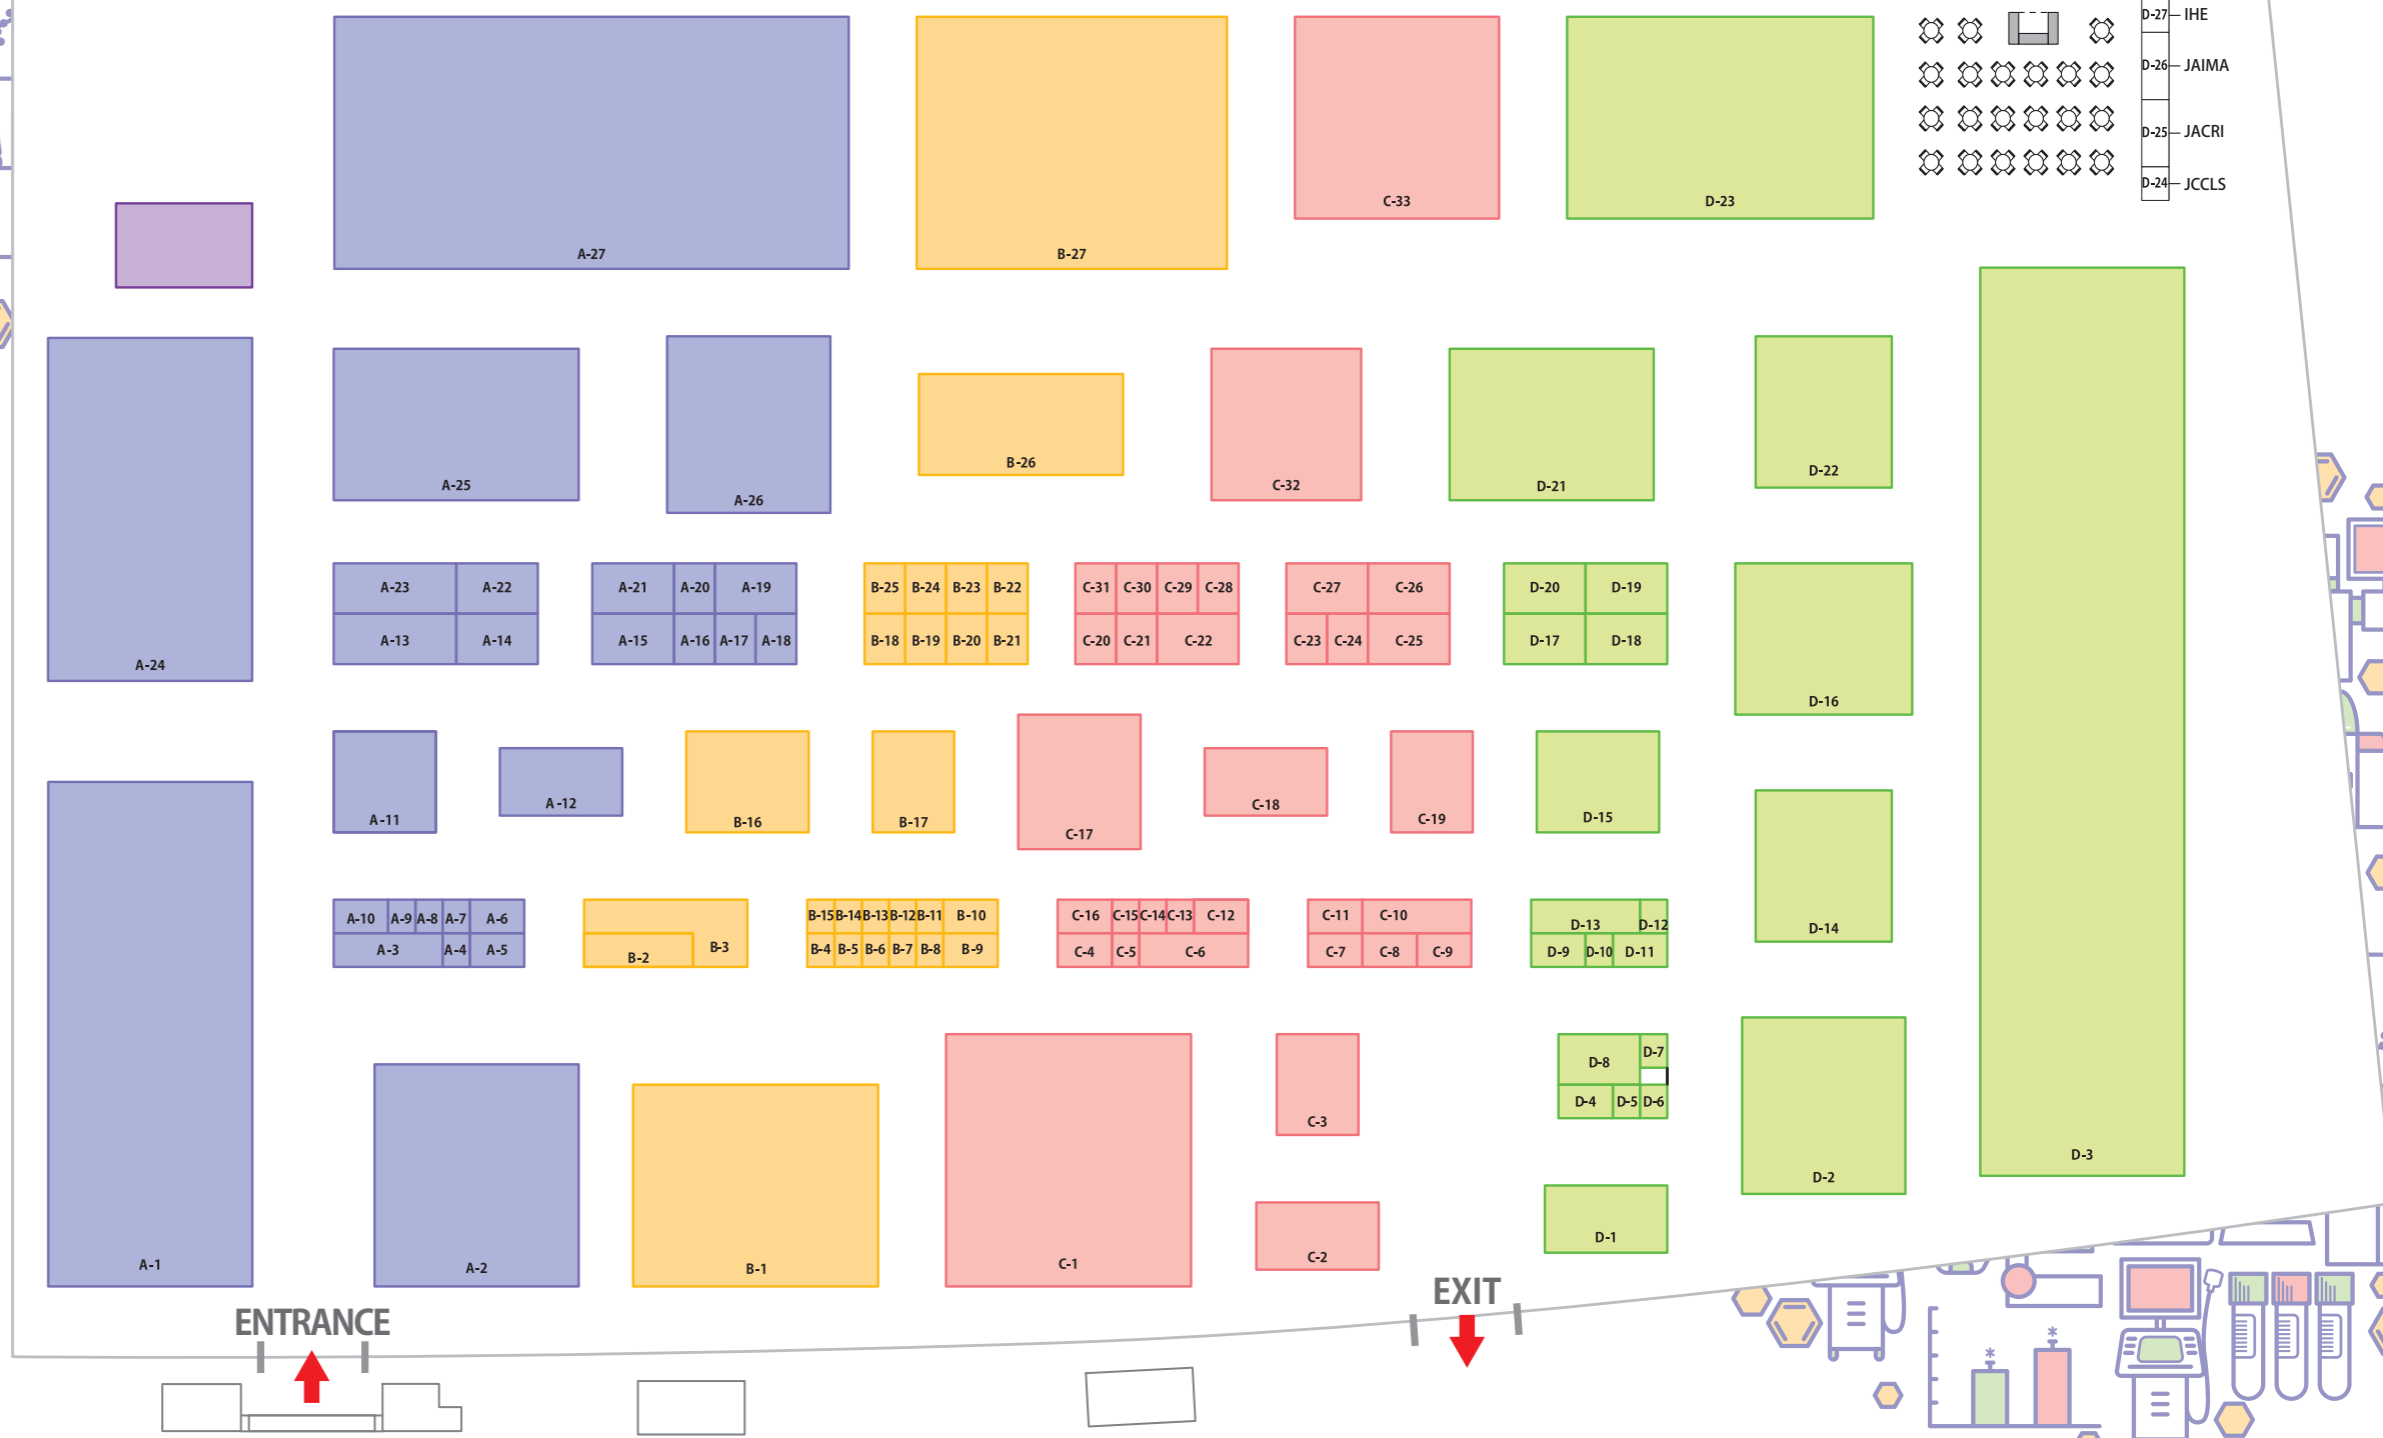 D-27 IHE
D-26 JAIMA
D-25 JACRI
D-24 JCCLS
C-33
D-23
A-27
B-27
B-26
D-22
A-25
C-32
D-21
A-26
A-23 A-22 A-21 A-20 A-19 B-25 B-24 B-23 B-22 C-31 C-30 C-29 C-28 C-27 C-26 D-20 D-19
A-13 A-14 A-15 A-16 A-17 A-18 B-18 B-19 B-20 B-21 C-20 C-21 C-22 C-23 C-24 C-25 D-17 D-18
A-24
D-16
A-12
C-18
D-15
A-11
B-16
B-17
C-19
C-17
A-10 A-9 A-8 A-7 A-6 B-15 B-14 B-13 B-12 B-11 B-10 C-16 C-15 C-14 C-13 C-12 C-11 C-10
D-13 D-12
D-14
A-3 A-4 A-5 B-2 B-3 B-4 B-5 B-6 B-7 B-8 B-9 C-4 C-5 C-6 C-7 C-8 C-9 D-9 D-10 D-11
D-8 D-7
D-4 D-5 D-6
C-3
D-3
D-2
D-1
C-2
A-1
A-2
B-1
C-1
EXIT
ENTRANCE
*
*